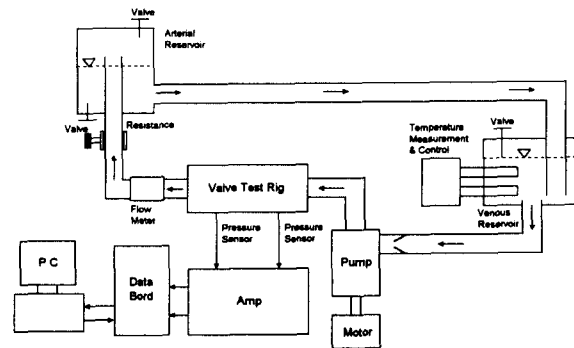 Valve
Arterial
Reservoir
Valve
Resistance
Temperature
Measurement
& Control
Valve
Venous
Reservoir
Valve Test Rig
Flow
Meter
Pressure
Sensor
Pressure
Sensor
Pump
Motor
P C
Data
Bord
Amp